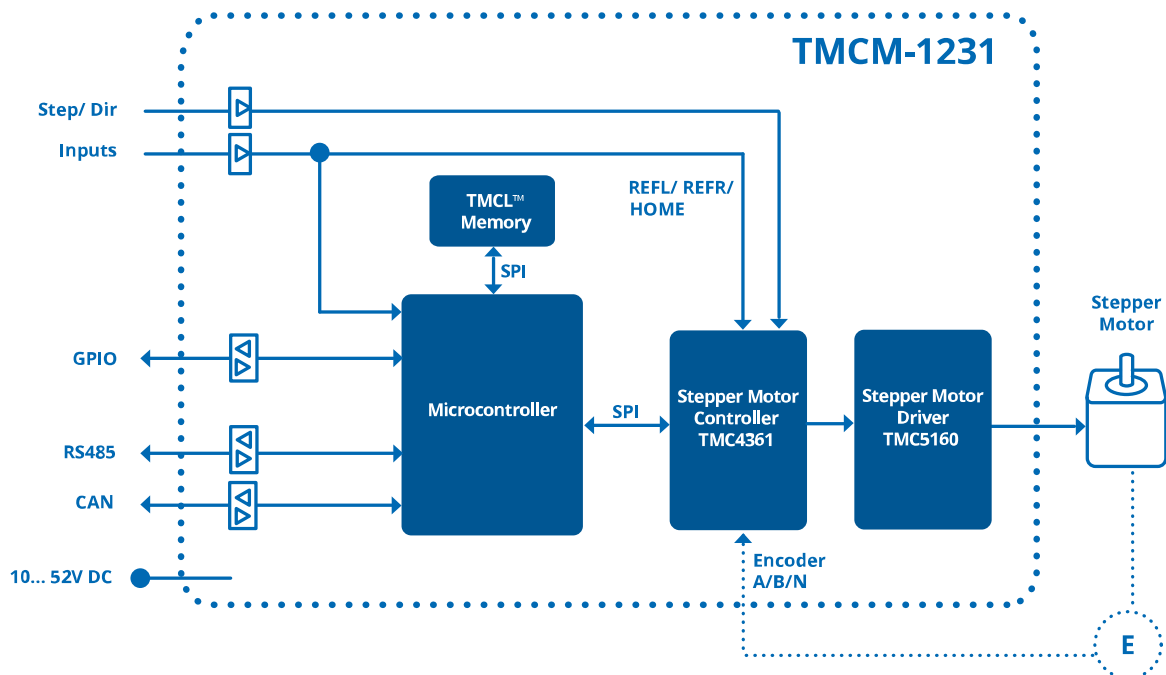 TMCM-1231
Step/ Dir
Inputs
REFL/ REFR/
HOME
TMCL™
Memory
SPI
Stepper
Motor
GPIO
Microcontroller
SPI
Stepper Motor
Controller
TMC4361
Stepper Motor
Driver
TMC5160
RS485
CAN
10... 52V DC
Encoder
A/B/N
E